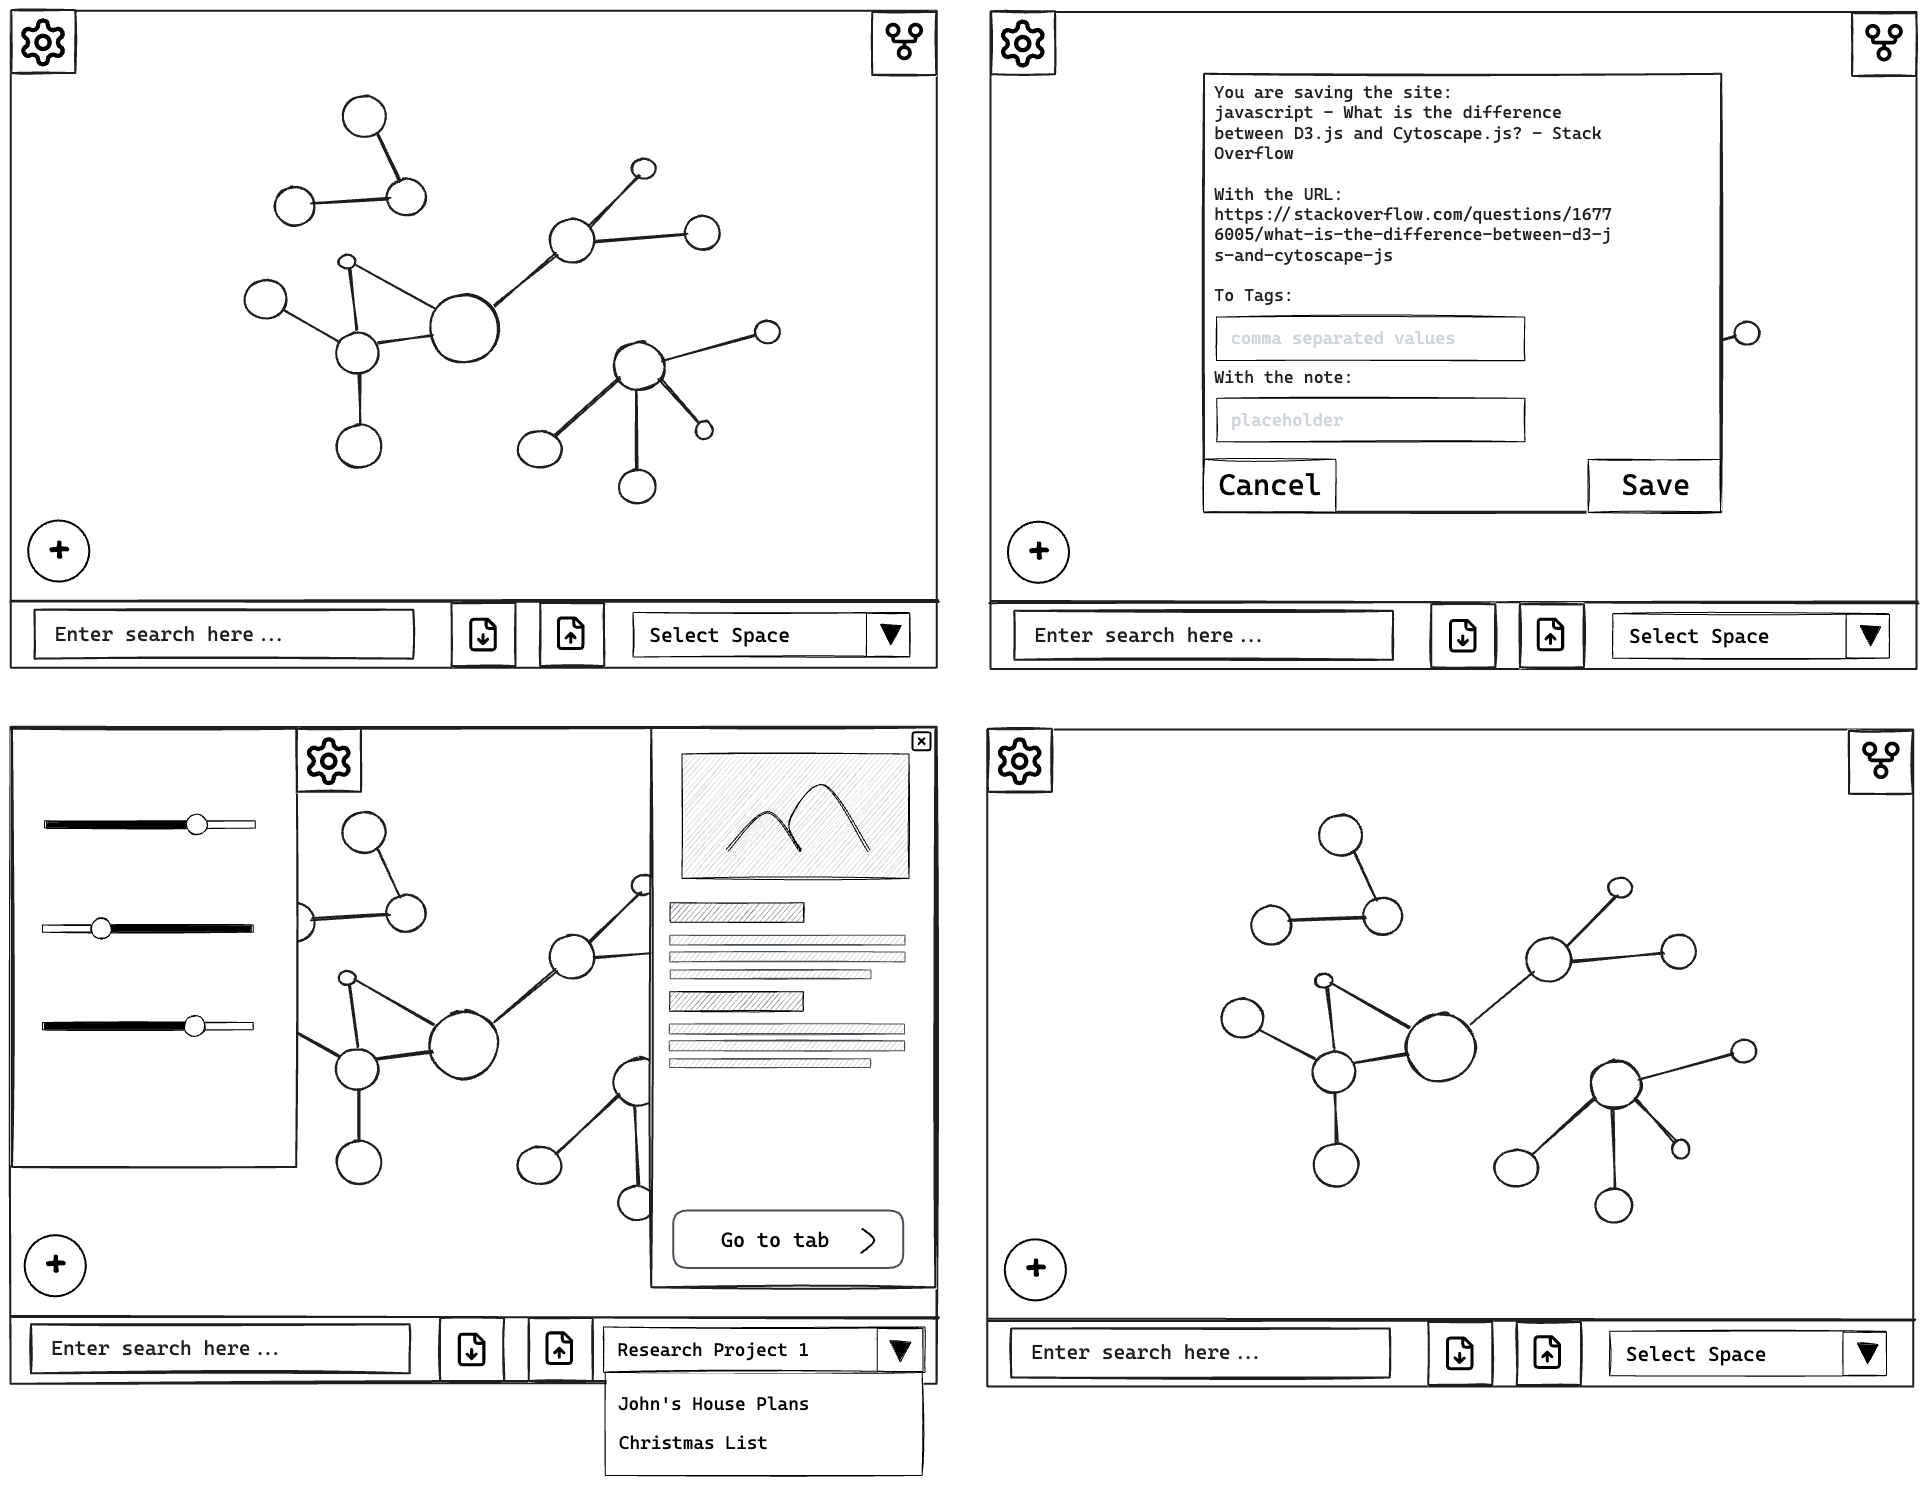 Enter search here...
Select Space
You are saving the site:
javascript - What is the difference
between D3.js and Cytoscape.js? - Stack
Overflow
With the URL:
https://stackoverflow.com/questions/1677
6005/what-is-the-difference-between-d3-j
s-and-cytoscape-js
To Tags:
comma separated values
With the note:
placeholder
Cancel
Save
Enter search here...
Select Space
Go to tab
Enter search here...
Research Project 1
John's House Plans
Christmas List
Enter search here...
Select Space